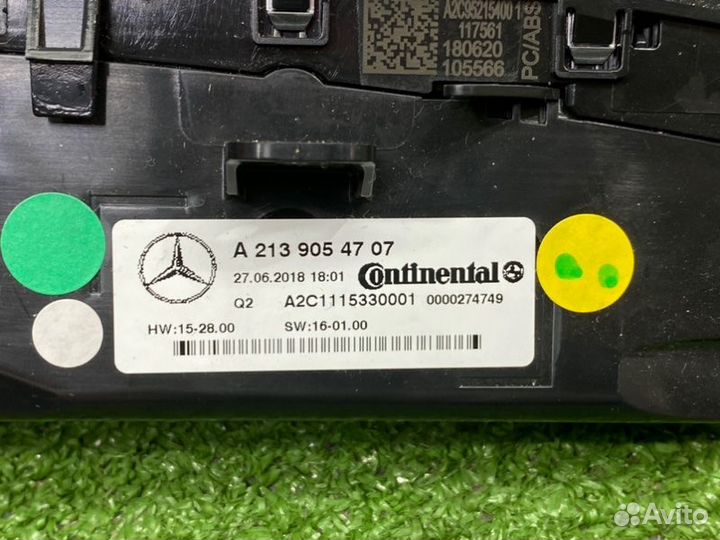 A2C95215400 1
117561
180620
105566
PC/ABS
A 213 905 47 07
27.06.2018 18:01 Continental
Q2 A2C1115330001 0000274749
HW:15-28.00 SW:16-01.00
Avito